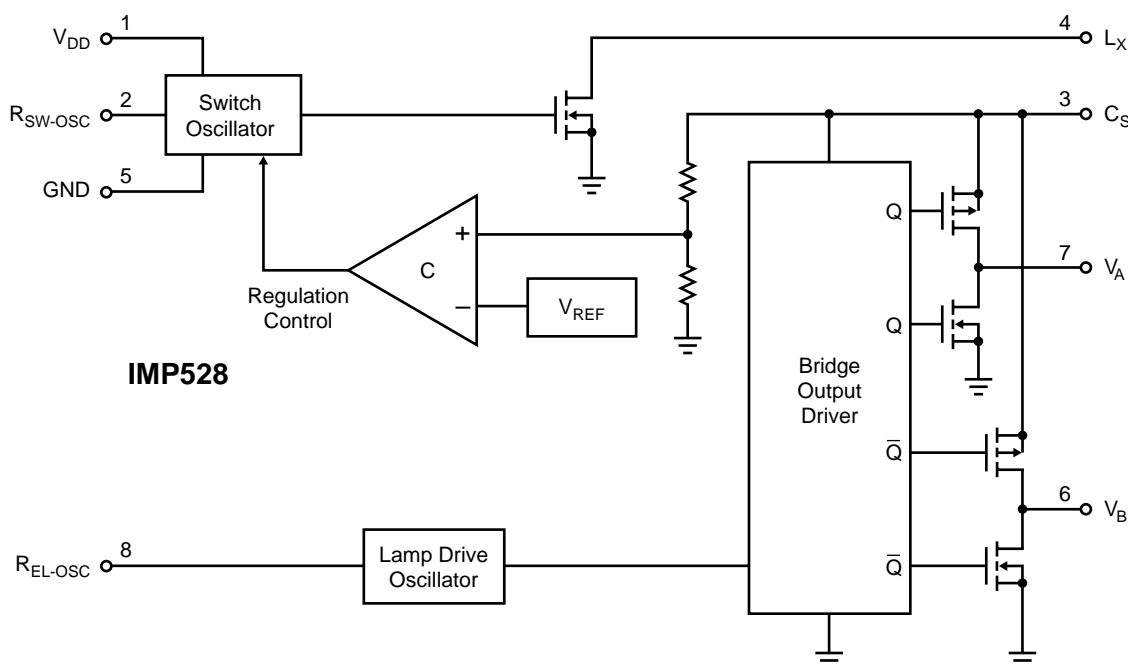 1
V_DD
2
R_SW-OSC
5
GND
Switch
Oscillator
4
L_X
3
C_S
Q
7
V_A
Q
+
C
−
V_REF
Regulation
Control
IMP528
Bridge
Output
Driver
Q̅
6
V_B
Q̅
8
R_EL-OSC
Lamp Drive
Oscillator